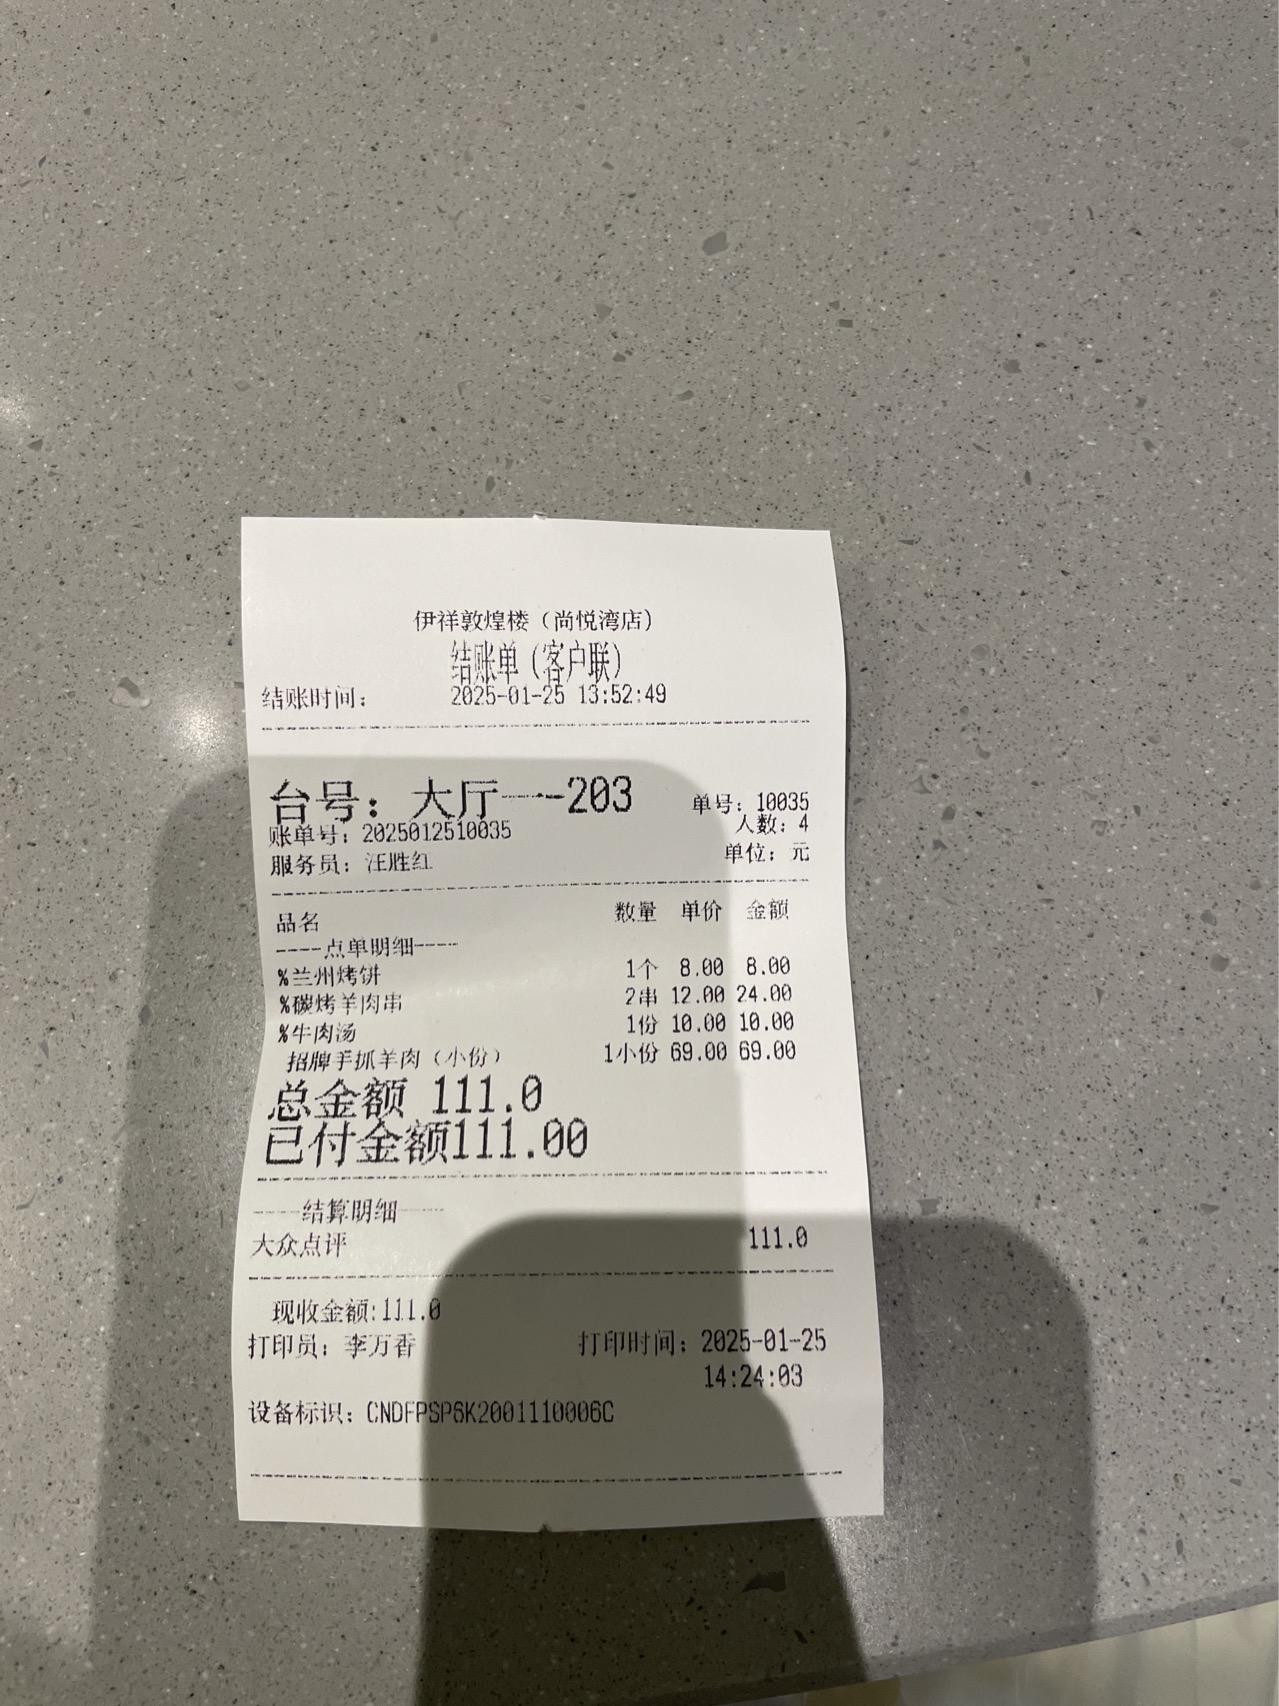 伊祥敦煌楼（尚悦湾店）
结账单（客户联）
结账时间： 2025-01-25 13:52:49
台号：大厅一-203 单号：10035
账单号：2025012510035 人数：4
服务员：汪胜红 单位：元
品名 数量 单价 金额
----点单明细----
%兰州烤饼 1个 8.00 8.00
%碳烤羊肉串 2串 12.00 24.00
%牛肉汤 1份 10.00 10.00
招牌手抓羊肉（小份） 1小份 69.00 69.00
总金额 111.0
已付金额111.00
----结算明细----
大众点评 111.0
现收金额:111.0
打印员：李万香 打印时间：2025-01-25
14:24:03
设备标识：CNDFPSP6K2001110006C